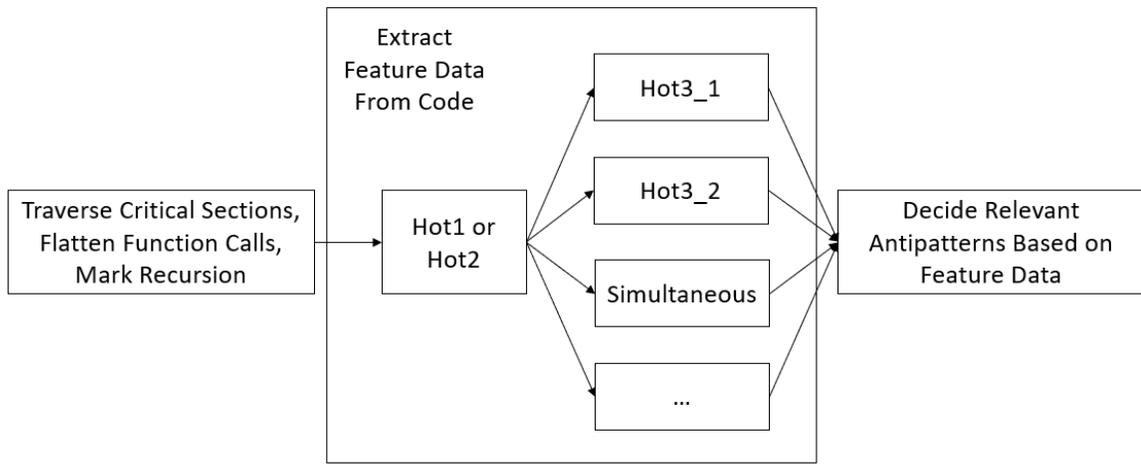 Extract
Feature Data
From Code
Hot3_1
Hot3_2
Traverse Critical Sections,
Flatten Function Calls,
Mark Recursion
Hot1 or
Hot2
Simultaneous
...
Decide Relevant
Antipatterns Based on
Feature Data